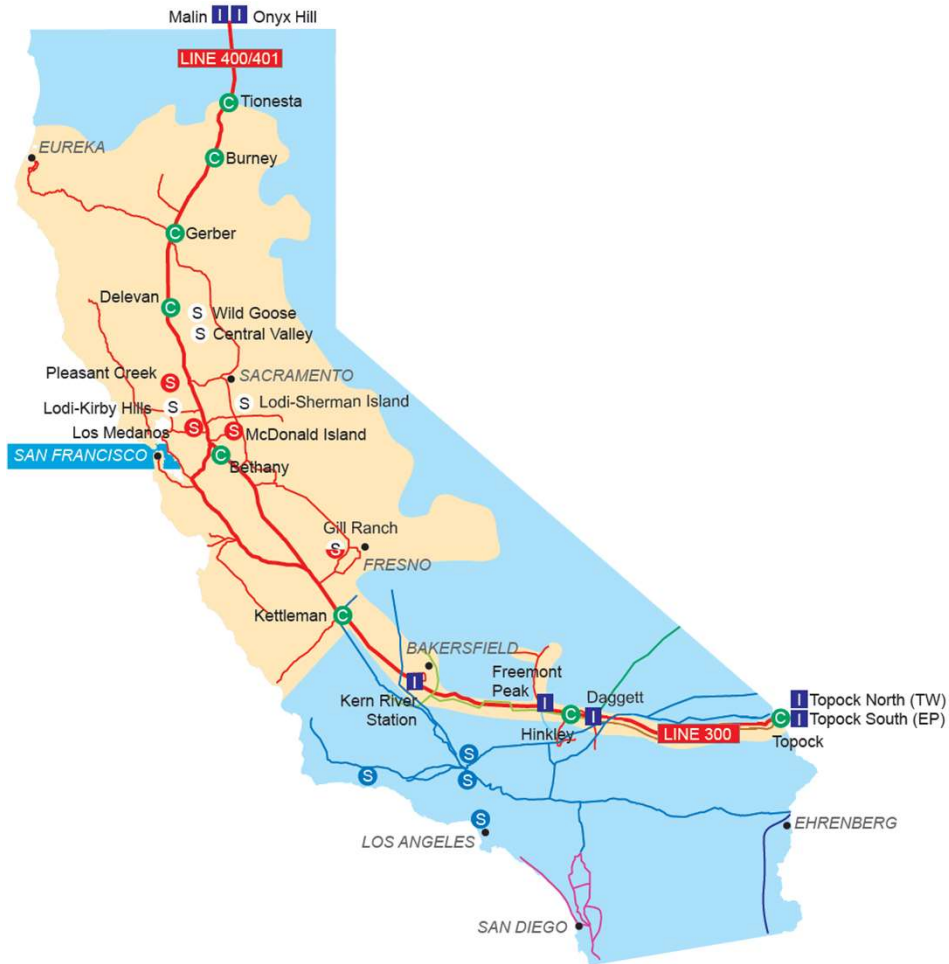 Malin I I Onyx Hill
LINE 400/401
C Tionesta
EUREKA
C Burney
C Gerber
Delevan C
S Wild Goose
S Central Valley
Pleasant Creek S
SACRAMENTO
Lodi-Kirby Hills S
S Lodi-Sherman Island
Los Medanos S
S McDonald Island
SAN FRANCISCO
C
Bethany
Gill Ranch
S
FRESNO
Kettleman C
BAKERSFIELD
I
Kern River
Station
Freemont
Peak I
Daggett
C I
Hinkley
LINE 300
I Topock North (TW)
C I Topock South (EP)
Topock
S
S S
S
LOS ANGELES
EHRENBERG
SAN DIEGO